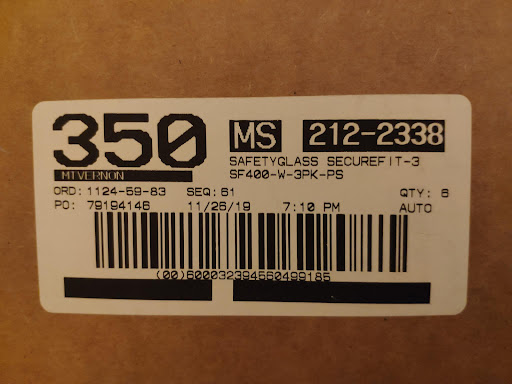 350 MS 212-2338
MTVERNON
SAFETYGLASS SECUREFIT-3
SF400-W-3PK-PS
ORD: 1124-59-83 SEQ: 61 QTY: 6
PO: 79194146 11/26/19 7:10 PM AUTO
(00)600032394560499185